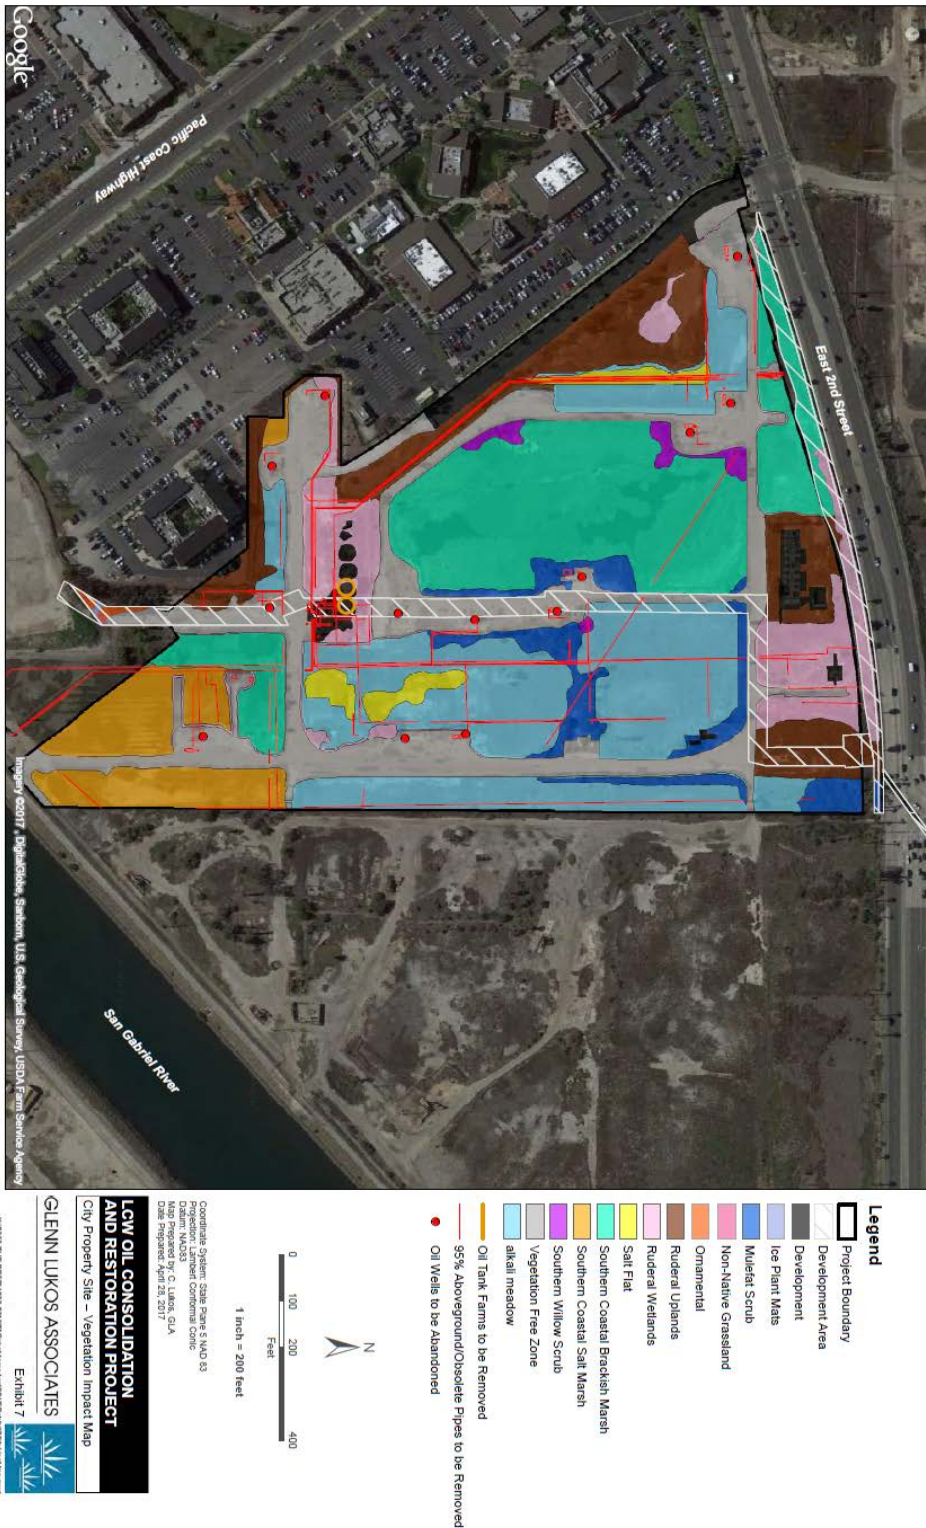 Google
Pacific Coast Highway
East 2nd Street
San Gabriel River
Imagery ©2017, DigitalGlobe, Sanborn, U.S. Geological Survey, USDA Farm Service Agency
Legend
Project Boundary
Development Area
Development
Ice Plant Mats
Mulefat Scrub
Non-Native Grassland
Ornamental
Ruderal Uplands
Ruderal Wetlands
Salt Flat
Southern Coastal Brackish Marsh
Southern Coastal Salt Marsh
Southern Willow Scrub
Vegetation Free Zone
alkali meadow
Oil Tank Farms to be Removed
95% Aboveground/Obsolete Pipes to be Removed
Oil Wells to be Abandoned
N
0 100 200 400
Feet
1 inch = 200 feet
Coordinate System: State Plane 5 NAD 83
Projection: Lambert Conformal Conic
Datum: NAD83
Map Prepared by: C. Lukos, GLA
Date Prepared: April 28, 2017
LCW OIL CONSOLIDATION
AND RESTORATION PROJECT
City Property Site – Vegetation Impact Map
GLENN LUKOS ASSOCIATES
Exhibit 7